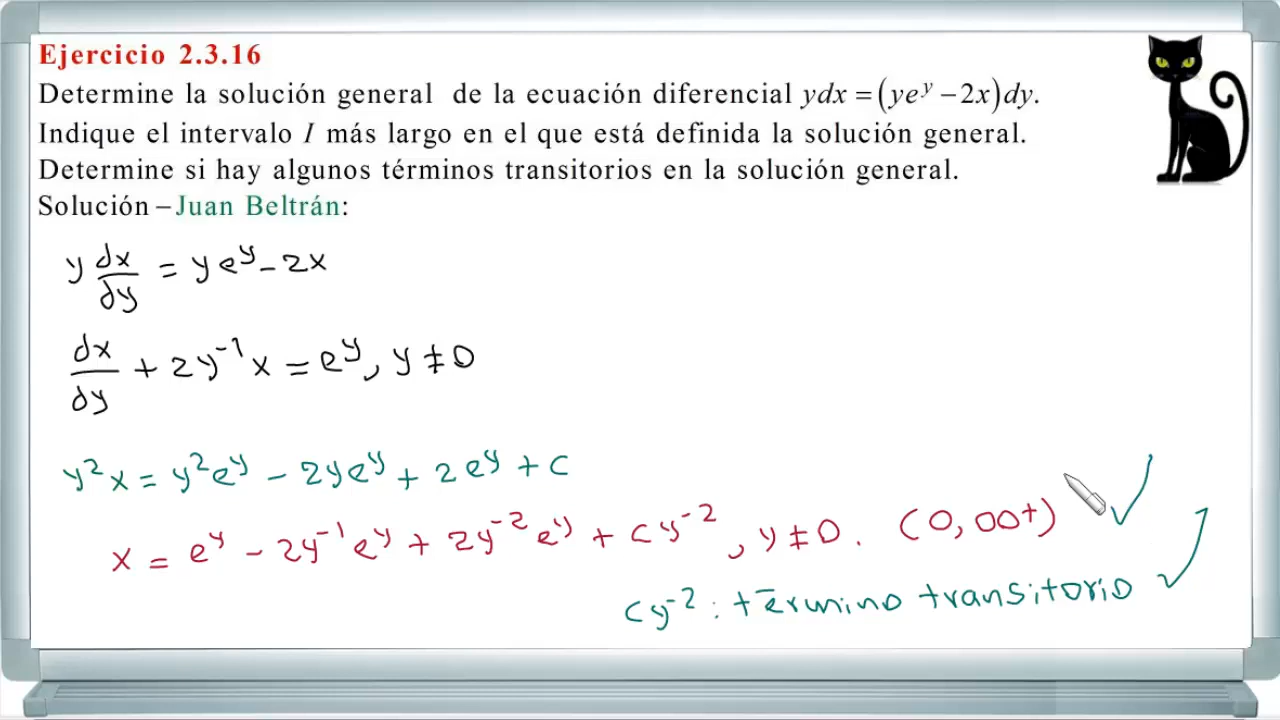 Ejercicio 2.3.16
Determine la solución general de la ecuación diferencial ydx = (ye^y − 2x)dy.
Indique el intervalo I más largo en el que está definida la solución general.
Determine si hay algunos términos transitorios en la solución general.
Solución − Juan Beltrán:
y dx/dy = ye^y − 2x
dx/dy + 2y^−1 x = e^y, y ≠ 0
y²x = y²e^y − 2ye^y + 2e^y + c
x = e^y − 2y^−1 e^y + 2y^−2 e^y + cy^−2, y ≠ 0. (0, ∞+)
cy^−2 : término transitorio